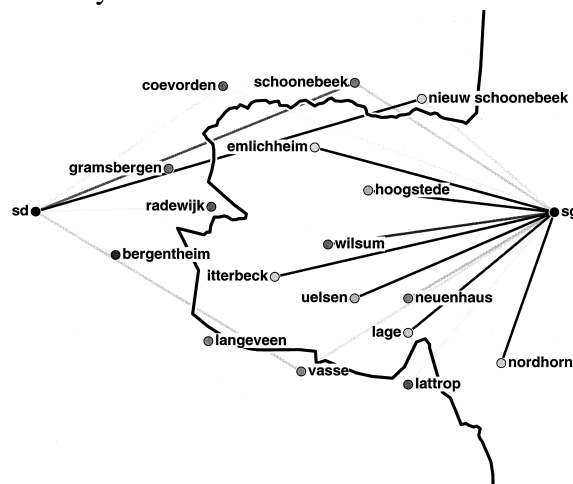 schoonebeek
coevorden
nieuw schoonebeek
emlichheim
gramsbergen
hoogstede
radewijk
sd
sg
wilsum
bergentheim
itterbeck
uelsen
neuenhaus
lage
langeveen
nordhorn
vasse
lattrop